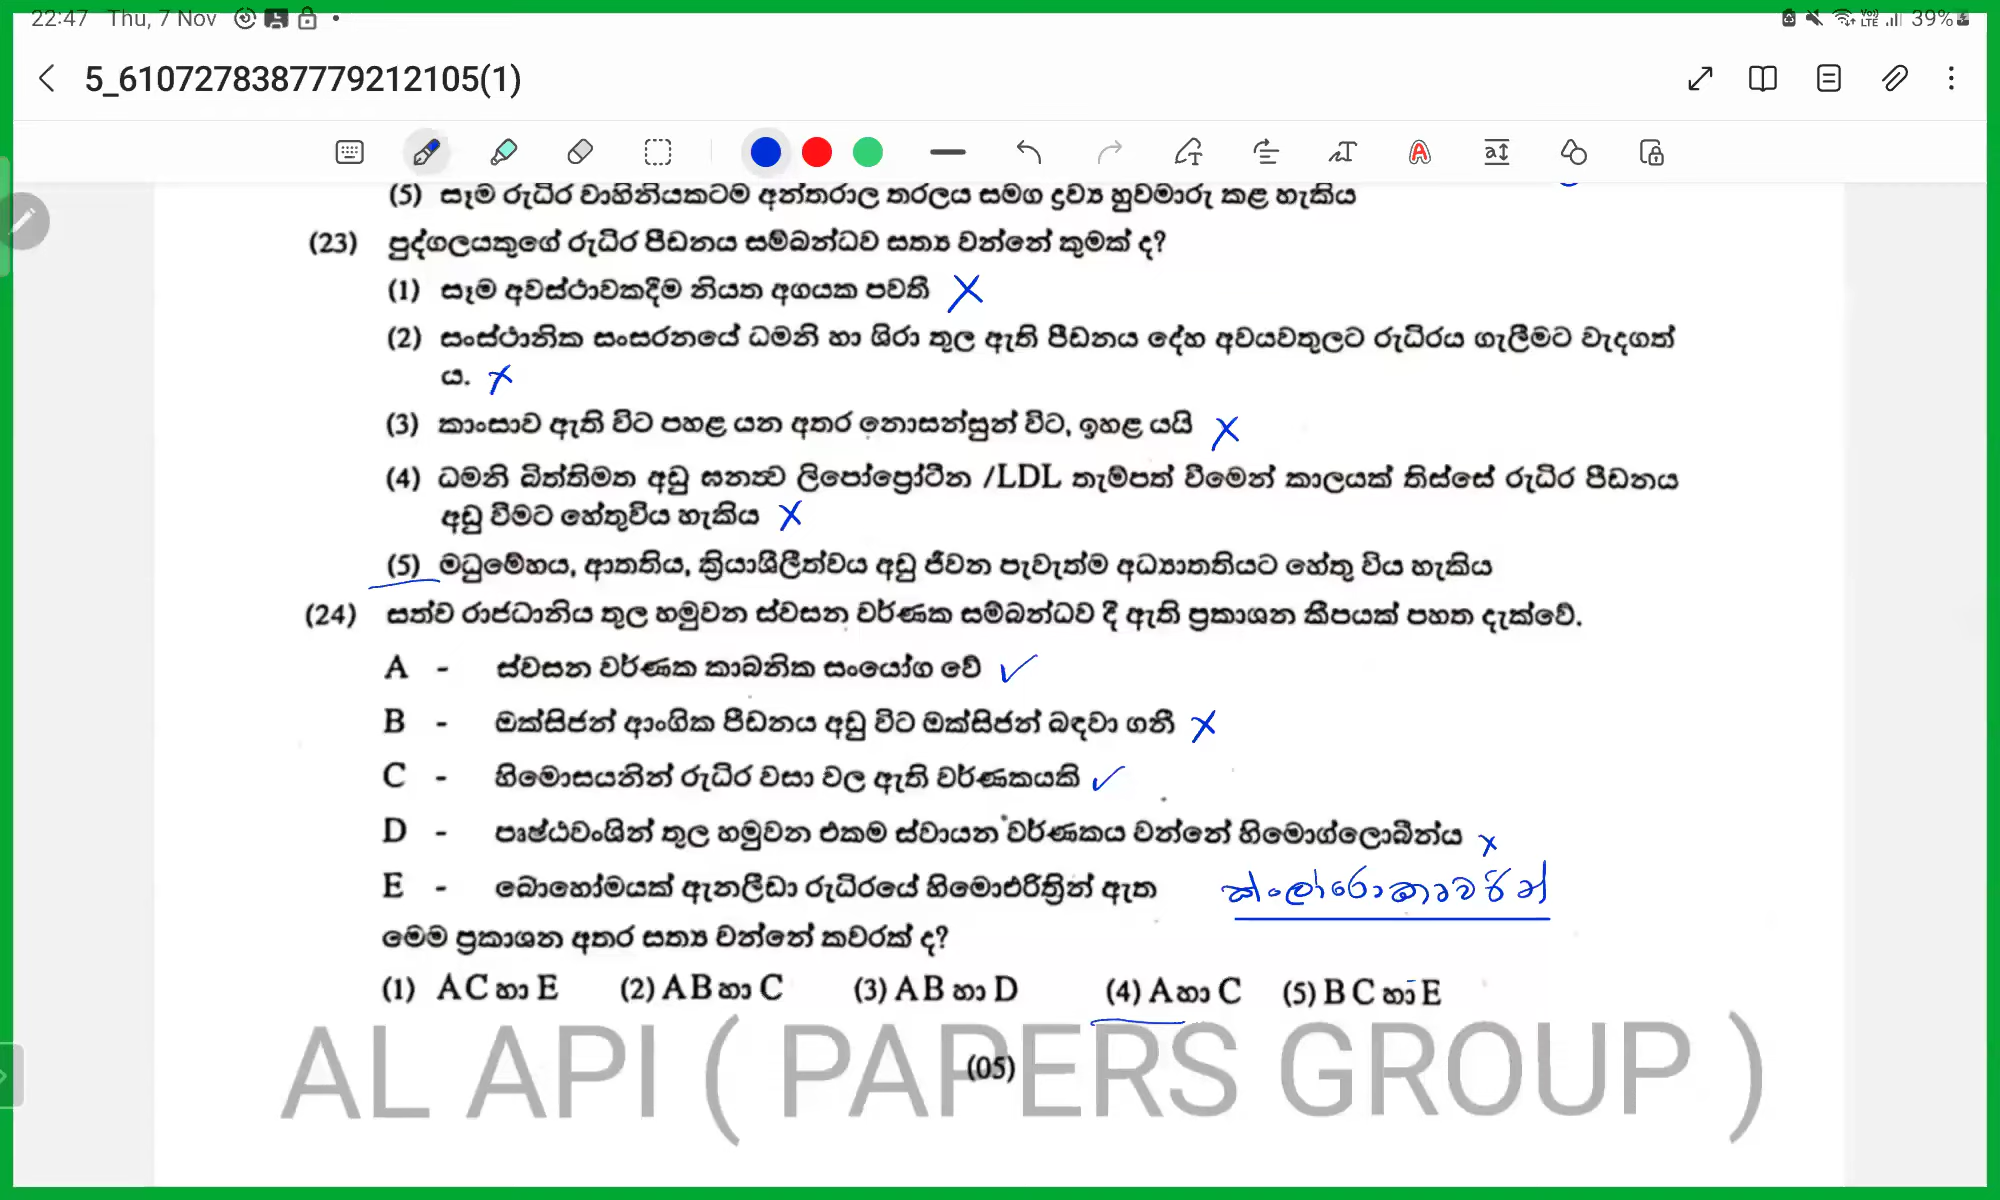 22:47 Thu, 7 Nov 39%
5_6107278387779212105(1)
(5) සෑම රුධිර වාහිනියකටම අන්තරාල තරලය සමග ද්‍රව්‍ය හුවමාරු කළ හැකිය
(23) පුද්ගලයකුගේ රුධිර පීඩනය සම්බන්ධව සත්‍ය වන්නේ කුමක් ද?
(1) සෑම අවස්ථාවකදීම නියත අගයක පවතී
(2) සංස්ථානික සංසරනයේ ධමනි හා ශිරා තුල ඇති පීඩනය දේහ අවයවතුලට රුධිරය ගැලීමට වැදගත්
ය.
(3) කාංසාව ඇති විට පහළ යන අතර නොසන්සුන් විට, ඉහළ යයි
(4) ධමනි බිත්තිමත අඩු ඝනත්ව ලිපෝප්‍රෝටීන /LDL තැම්පත් වීමෙන් කාලයක් තිස්සේ රුධිර පීඩනය
අඩු වීමට හේතුවිය හැකිය
(5) මධුමේහය, ආතතිය, ක්‍රියාශීලීත්වය අඩු ජීවන පැවැත්ම අධ්‍යාතතියට හේතු විය හැකිය
(24) සත්ව රාජධානිය තුල හමුවන ස්වසන වර්ණක සම්බන්ධව දී ඇති ප්‍රකාශන කීපයක් පහත දැක්වේ.
A - ස්වසන වර්ණක කාබනික සංයෝග වේ
B - ඔක්සිජන් ආංශික පීඩනය අඩු විට ඔක්සිජන් බඳවා ගනී
C - හිමොසයනින් රුධිර වසා වල ඇති වර්ණකයකි
D - පෘෂ්ඨවංශින් තුල හමුවන එකම ස්වායන වර්ණකය වන්නේ හිමොග්ලොබීන්ය
E - බොහෝමයක් ඇනලීඩා රුධිරයේ හිමොඑරිත්‍රින් ඇත
මෙම ප්‍රකාශන අතර සත්‍ය වන්නේ කවරක් ද?
(1) A C හා E (2) A B හා C (3) A B හා D (4) A හා C (5) B C හා E
(05)
AL API ( PAPERS GROUP )